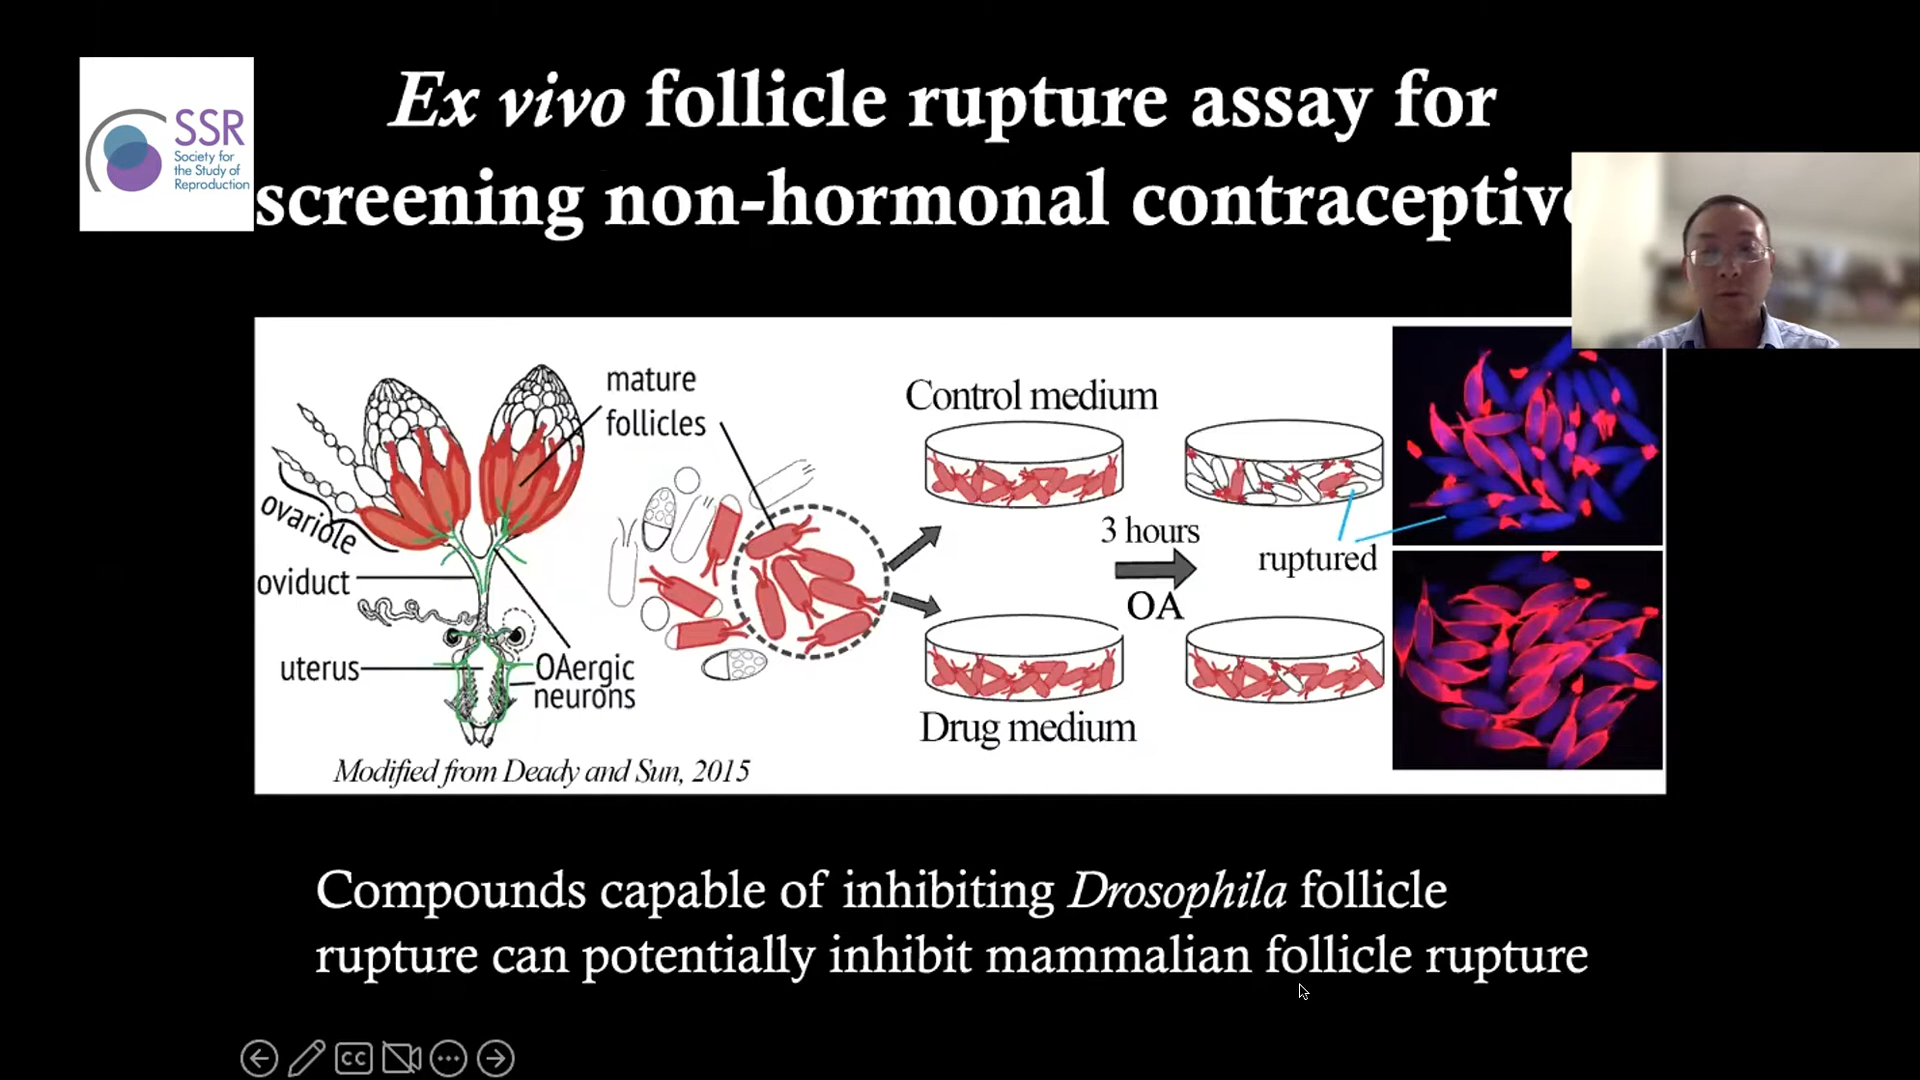 SSR
Society for
the Study of
Reproduction
Ex vivo follicle rupture assay for
screening non-hormonal contraceptive
mature
follicles
ovariole
oviduct
uterus
OAergic
neurons
Modified from Deady and Sun, 2015
Control medium
3 hours
OA
ruptured
Drug medium
Compounds capable of inhibiting Drosophila follicle
rupture can potentially inhibit mammalian follicle rupture
CC